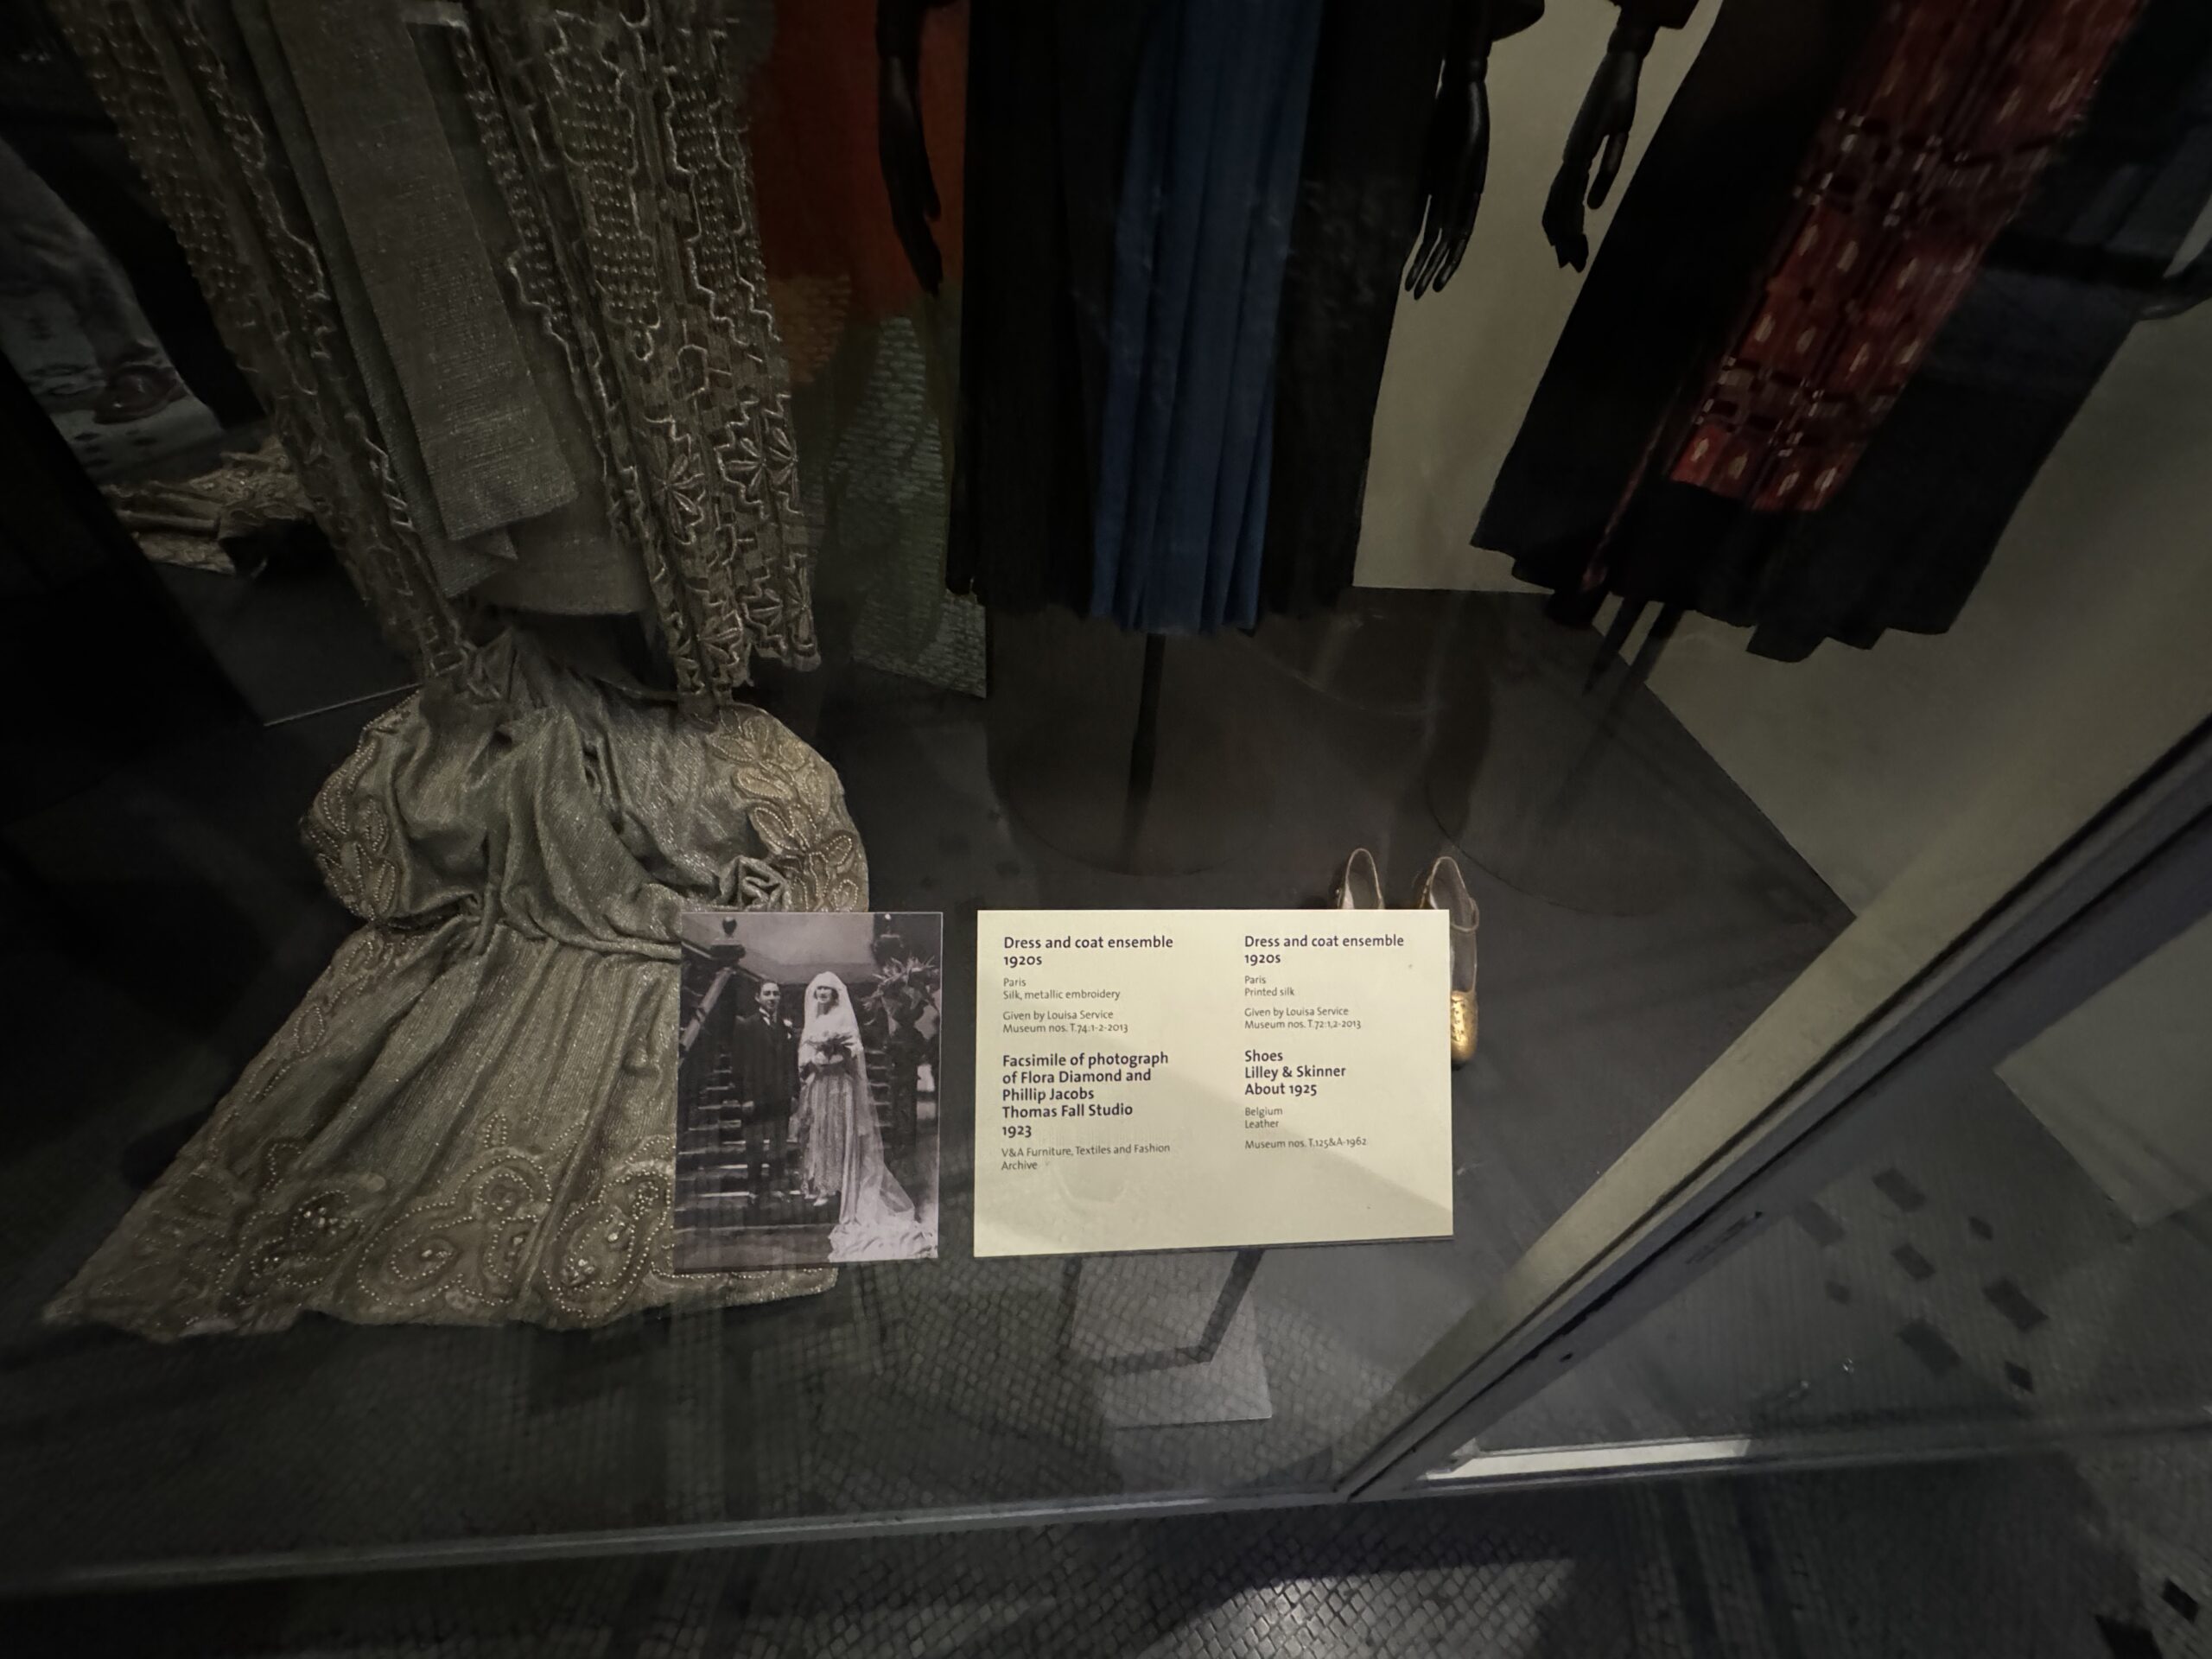 Dress and coat ensemble
1920s
Paris
Silk, metallic embroidery
Given by Louisa Service
Museum nos. T.74:1-2-2013
Facsimile of photograph
of Flora Diamond and
Phillip Jacobs
Thomas Fall Studio
1923
V&A Furniture, Textiles and Fashion
Archive
Dress and coat ensemble
1920s
Paris
Printed silk
Given by Louisa Service
Museum nos. T.72:1,2-2013
Shoes
Lilley & Skinner
About 1925
Belgium
Leather
Museum nos. T.125&A-1962